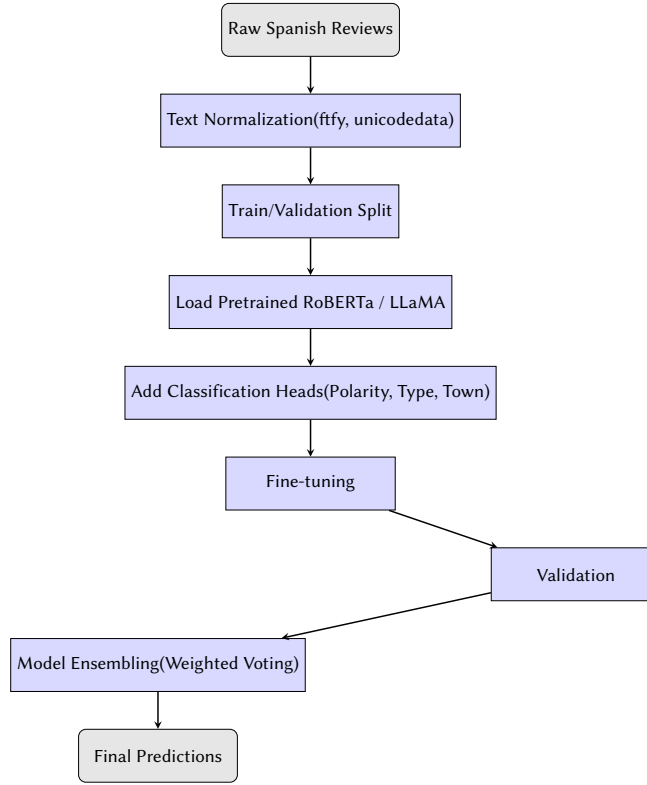 Raw Spanish Reviews
Text Normalization(ftfy, unicodedata)
Train/Validation Split
Load Pretrained RoBERTa / LLaMA
Add Classification Heads(Polarity, Type, Town)
Fine-tuning
Validation
Model Ensembling(Weighted Voting)
Final Predictions